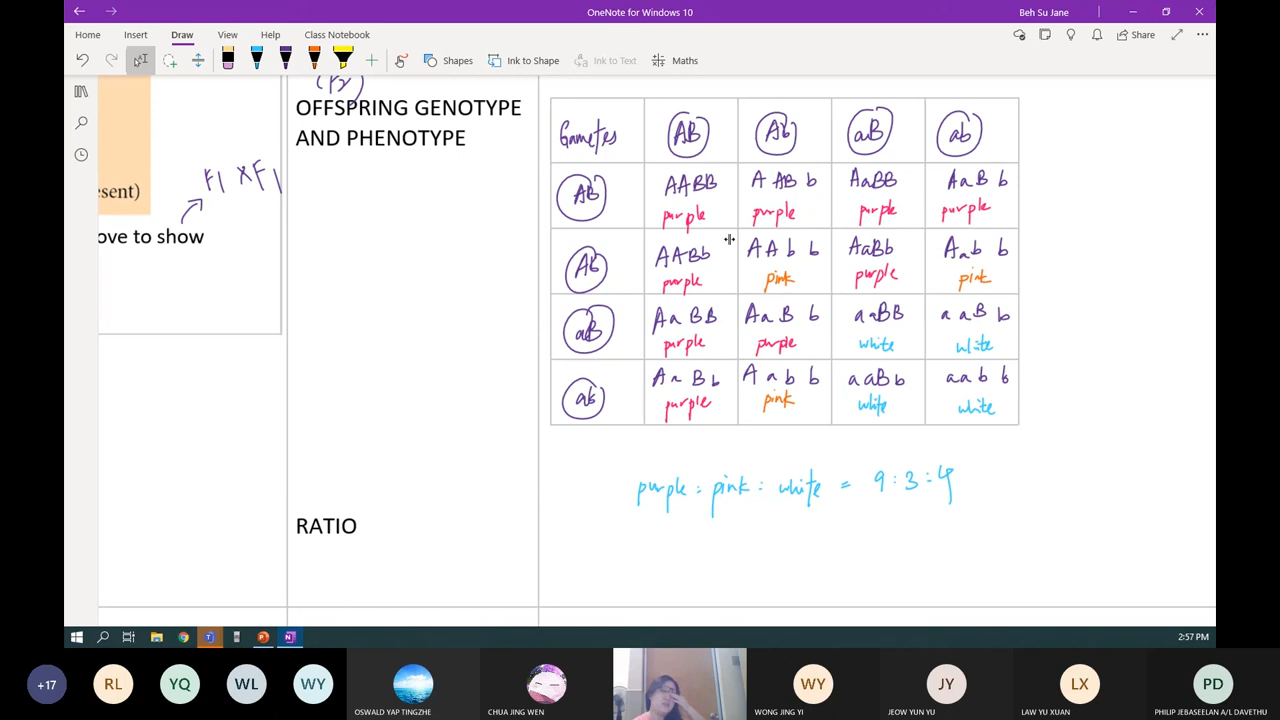 OneNote for Windows 10
Beh Su Jane
Home Insert Draw View Help Class Notebook
Share
Shapes Ink to Shape Ink to Text Maths
(F2)
OFFSPRING GENOTYPE
AND PHENOTYPE
F1 x F1
esent)
ove to show
Gametes AB Ab aB ab
AB AABB AABb AaBB AaBb
purple purple purple purple
Ab AABb AAbb AaBb Aabb
purple pink purple pink
aB AaBB AaBb aaBB aaBb
purple purple white white
ab AaBb Aabb aaBb aabb
purple pink white white
purple : pink : white = 9 : 3 : 4
RATIO
2:57 PM
+17 RL YQ WL WY WY JY LX PD
OSWALD YAP TINGZHE CHUA JING WEN WONG JING YI JEOW YUN YU LAW YU XUAN PHILIP JEBASEELAN A/L DAVETHU